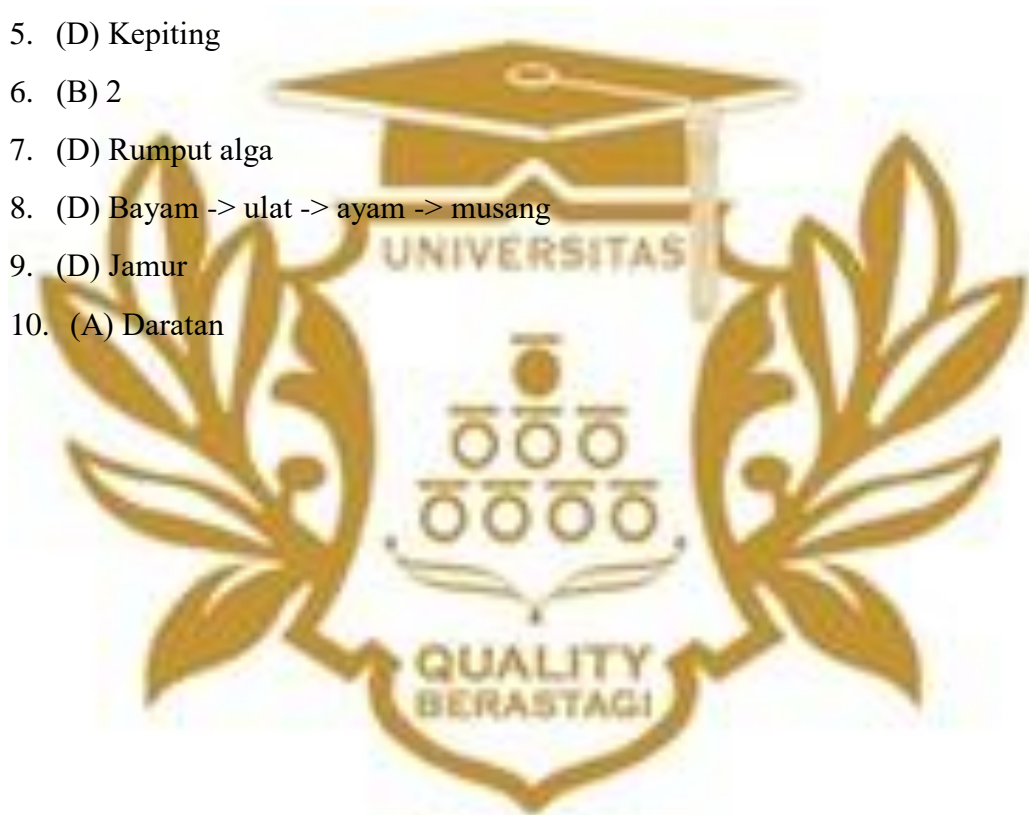 5. (D) Kepiting
6. (B) 2
7. (D) Rumput alga
8. (D) Bayam -> ulat -> ayam -> musang
9. (D) Jamur
10. (A) Daratan
UNIVERSITAS
QUALITY
BERASTAGI